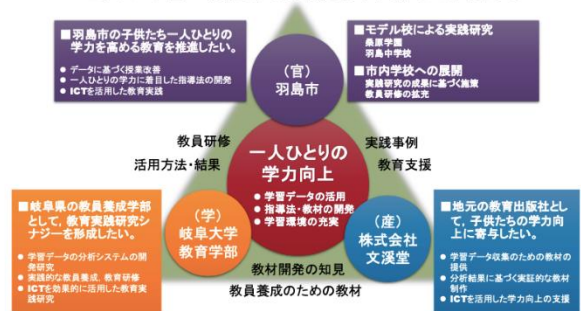 ■羽島市の子供たち一人ひとりの
学力を高める教育を推進したい。
● データに基づく授業改善
● 一人ひとりの学力に着目した指導法の開発
● ICTを活用した教育実践
■モデル校による実践研究
桑原学園
羽島中学校
■市内学校への展開
実践研究の成果に基づく施策
教員研修の拡充
(官)
羽島市
教員研修
活用方法・結果
実践事例
教育支援
一人ひとりの
学力向上
● 学習データの活用
● 指導法・教材の開発
● 学習環境の充実
(学)
岐阜大学
教育学部
(産)
株式会社
文溪堂
教材開発の知見
教員養成のための教材
■岐阜県の教員養成学部
として，教育実践研究シ
ナジーを形成したい。
● 学習データの分析システムの開
発研究
● 実践的な教員養成，教育研修
● ICTを効果的に活用した教育実
践研究
■地元の教育出版社とし
て，子供たちの学力向
上に寄与したい。
● 学習データ収集のための教材の
提供
● 分析結果に基づく実証的な教材
制作
● ICTを活用した学力向上の支援